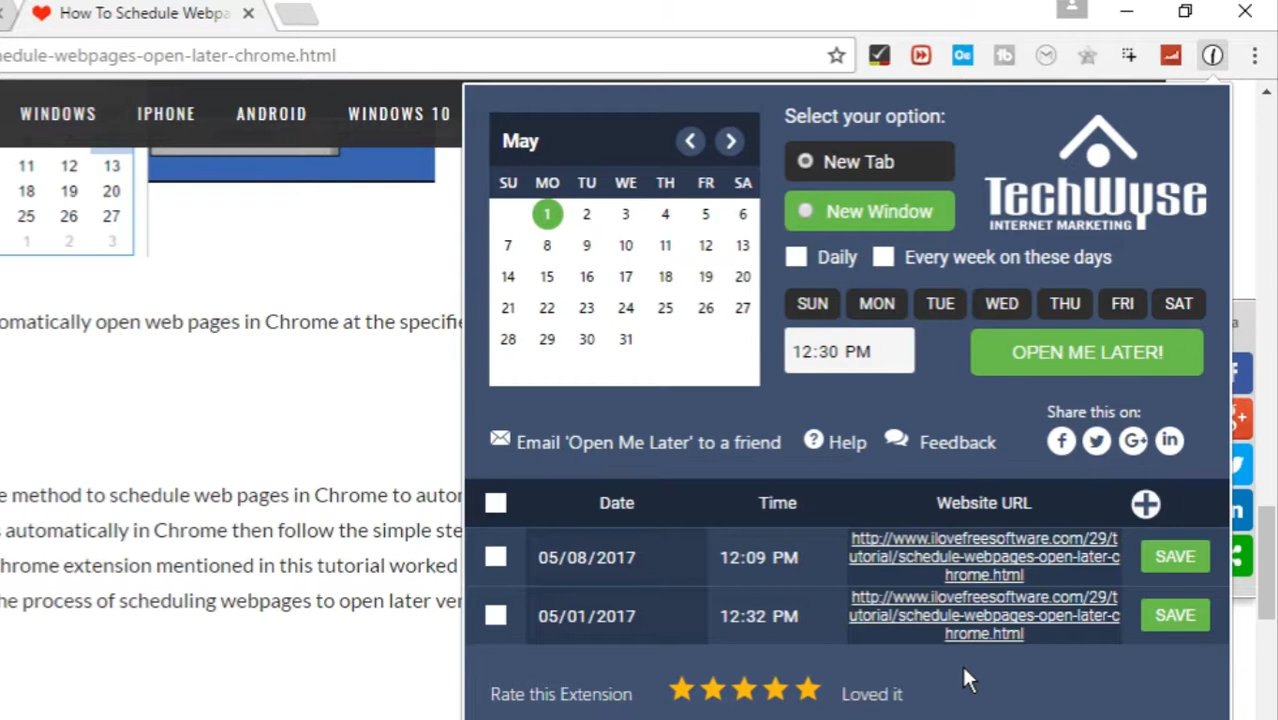 How To Schedule Webpa
edule-webpages-open-later-chrome.html
WINDOWS IPHONE ANDROID WINDOWS 10
11 12 13
18 19 20
25 26 27
1 2 3
omatically open web pages in Chrome at the specifie
e method to schedule web pages in Chrome to autor
s automatically in Chrome then follow the simple ste
hrome extension mentioned in this tutorial worked
he process of scheduling webpages to open later ver
May
SU MO TU WE TH FR SA
1 2 3 4 5 6
7 8 9 10 11 12 13
14 15 16 17 18 19 20
21 22 23 24 25 26 27
28 29 30 31
Select your option:
New Tab
New Window
TechWyse
INTERNET MARKETING
Daily Every week on these days
SUN MON TUE WED THU FRI SAT
12:30 PM
OPEN ME LATER!
Share this on:
Email 'Open Me Later' to a friend Help Feedback
Date Time Website URL
05/08/2017 12:09 PM
http://www.ilovefreesoftware.com/29/t
utorial/schedule-webpages-open-later-c
hrome.html
SAVE
05/01/2017 12:32 PM
http://www.ilovefreesoftware.com/29/t
utorial/schedule-webpages-open-later-c
hrome.html
SAVE
Rate this Extension Loved it